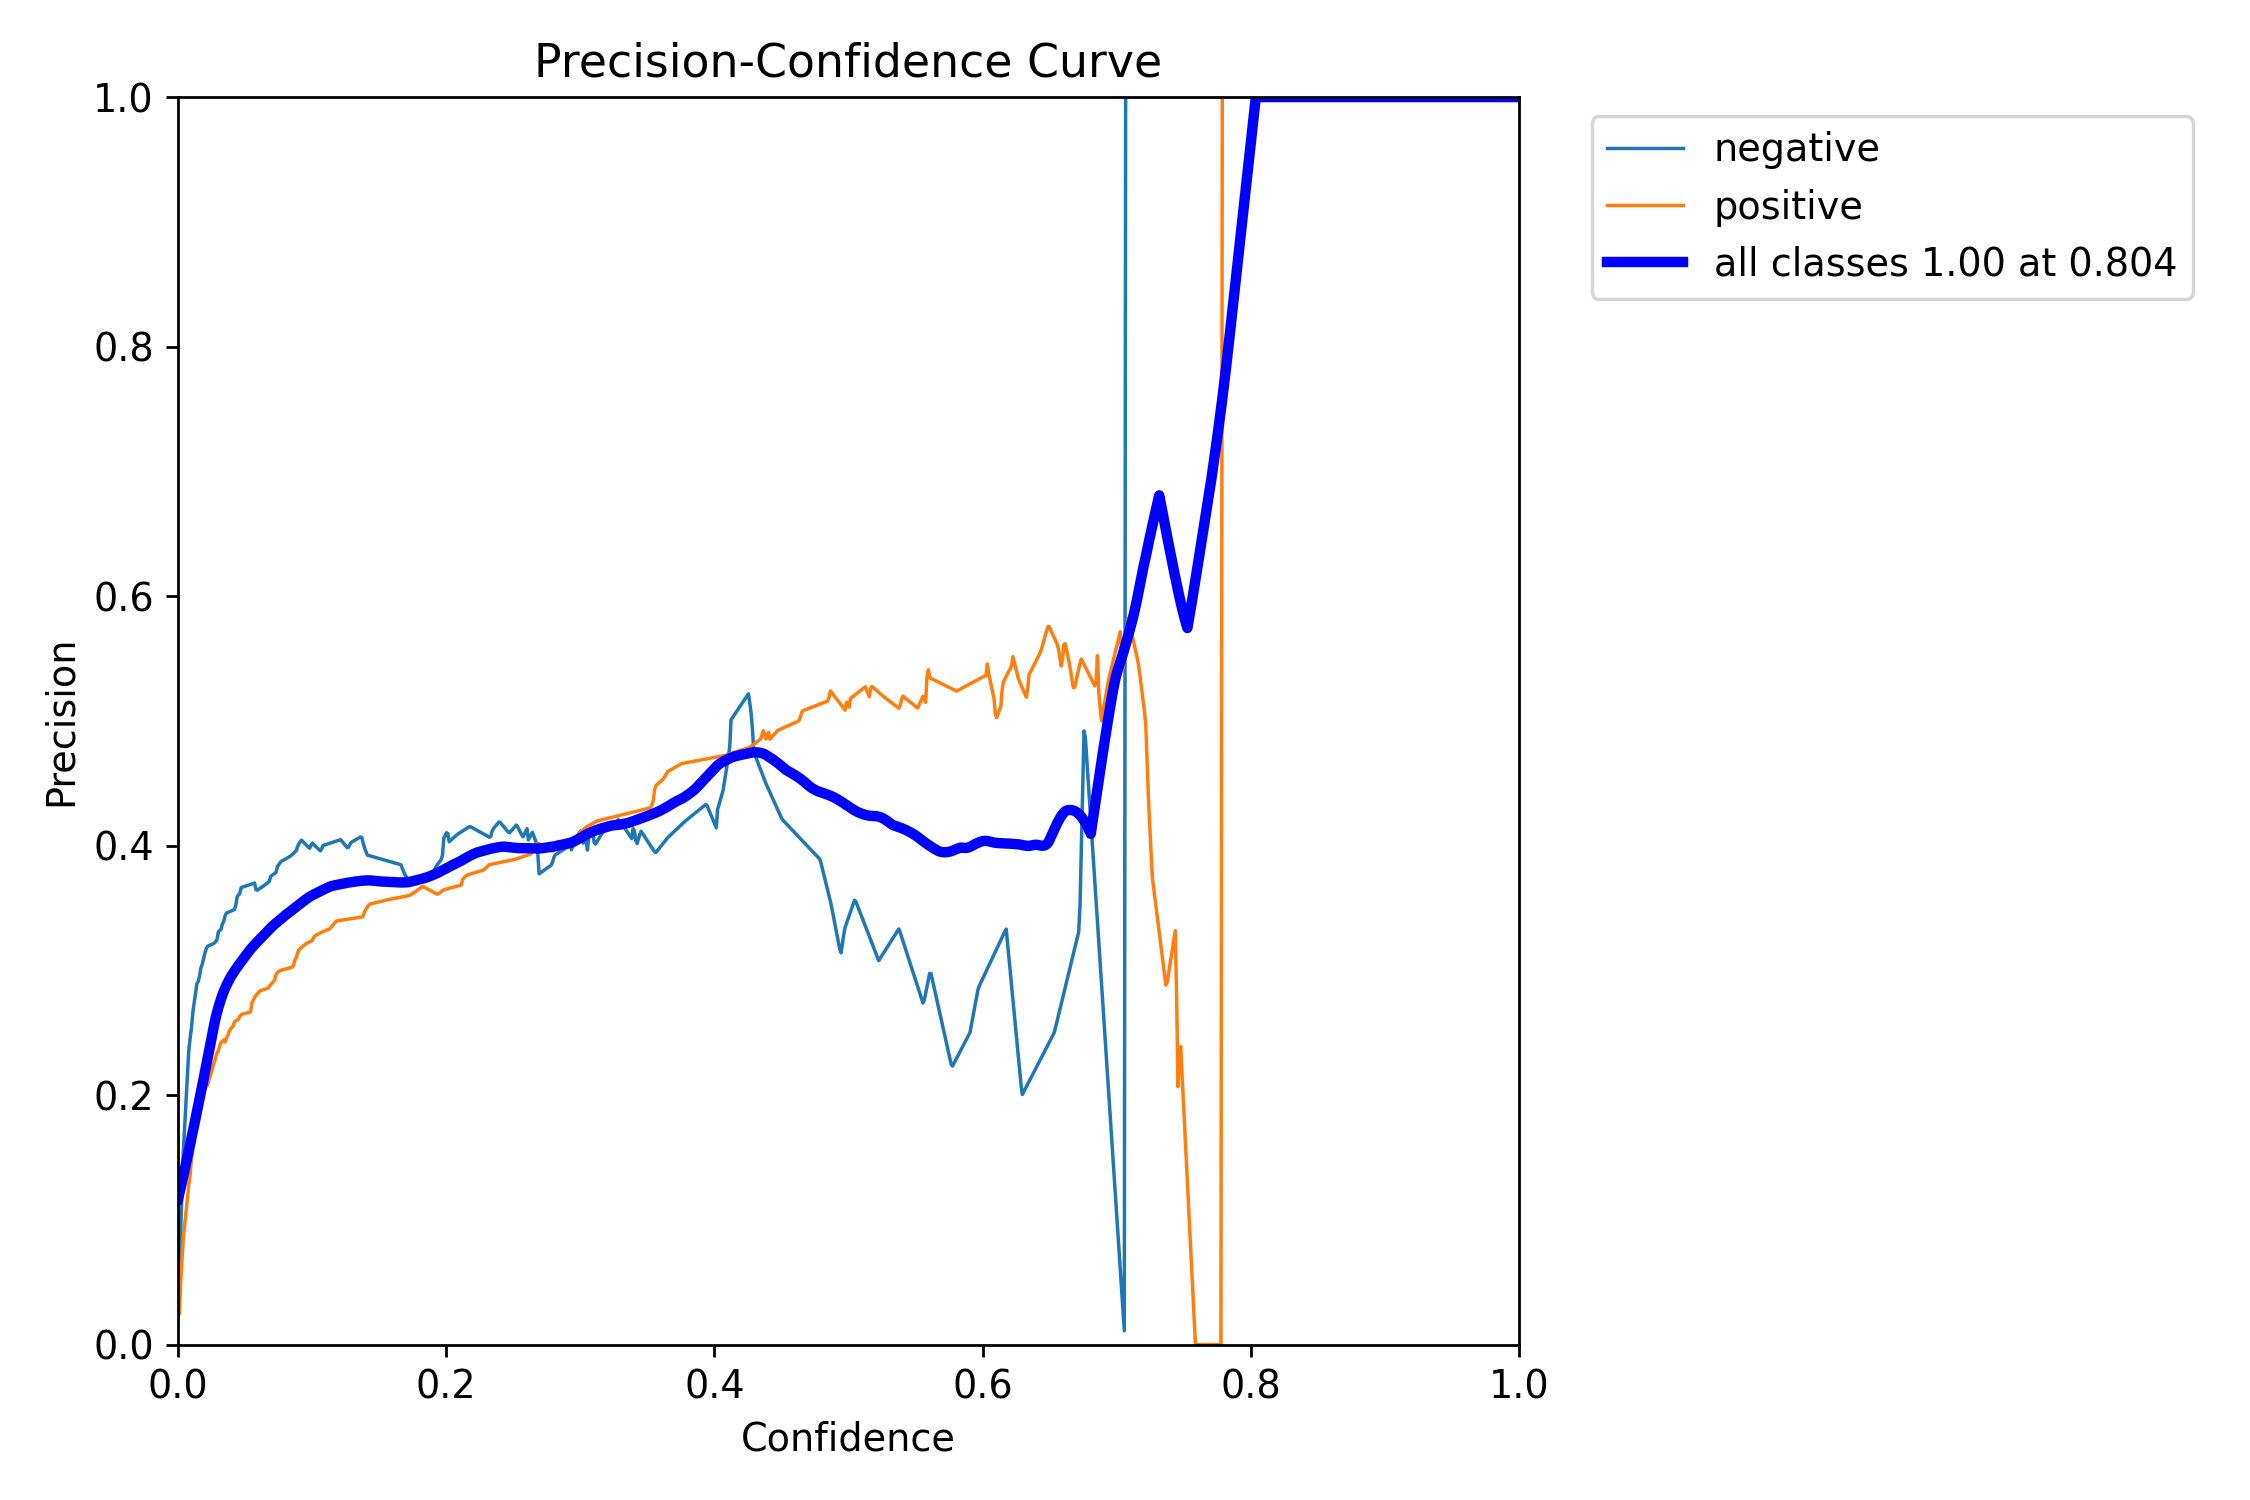 Precision-Confidence Curve
1.0
0.8
0.6
0.4
0.2
0.0
Precision
0.0 0.2 0.4 0.6 0.8 1.0
Confidence
negative
positive
all classes 1.00 at 0.804